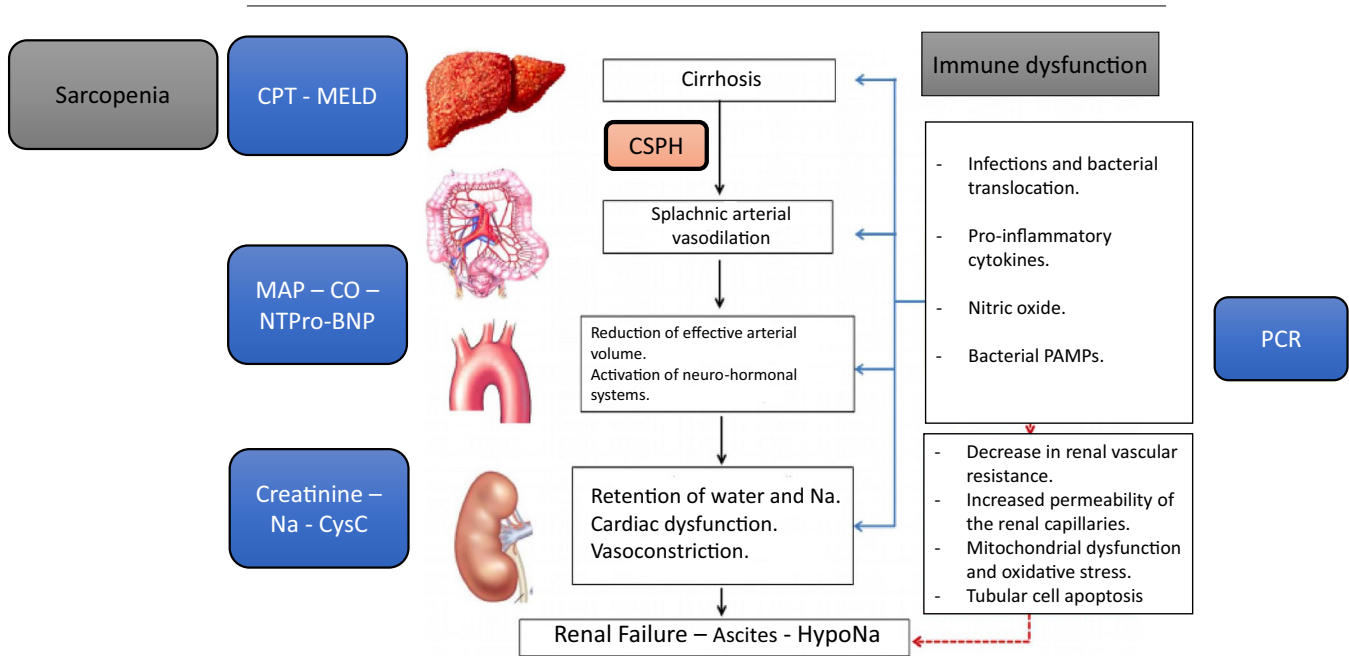 Sarcopenia
CPT - MELD
Cirrhosis
Immune dysfunction
CSPH
Splachnic arterial
vasodilation
- Infections and bacterial
translocation.
- Pro-inflammatory
cytokines.
- Nitric oxide.
- Bacterial PAMPs.
MAP – CO –
NTPro-BNP
Reduction of effective arterial
volume.
Activation of neuro-hormonal
systems.
PCR
Creatinine –
Na - CysC
Retention of water and Na.
Cardiac dysfunction.
Vasoconstriction.
- Decrease in renal vascular
resistance.
- Increased permeability of
the renal capillaries.
- Mitochondrial dysfunction
and oxidative stress.
- Tubular cell apoptosis
Renal Failure – Ascites - HypoNa